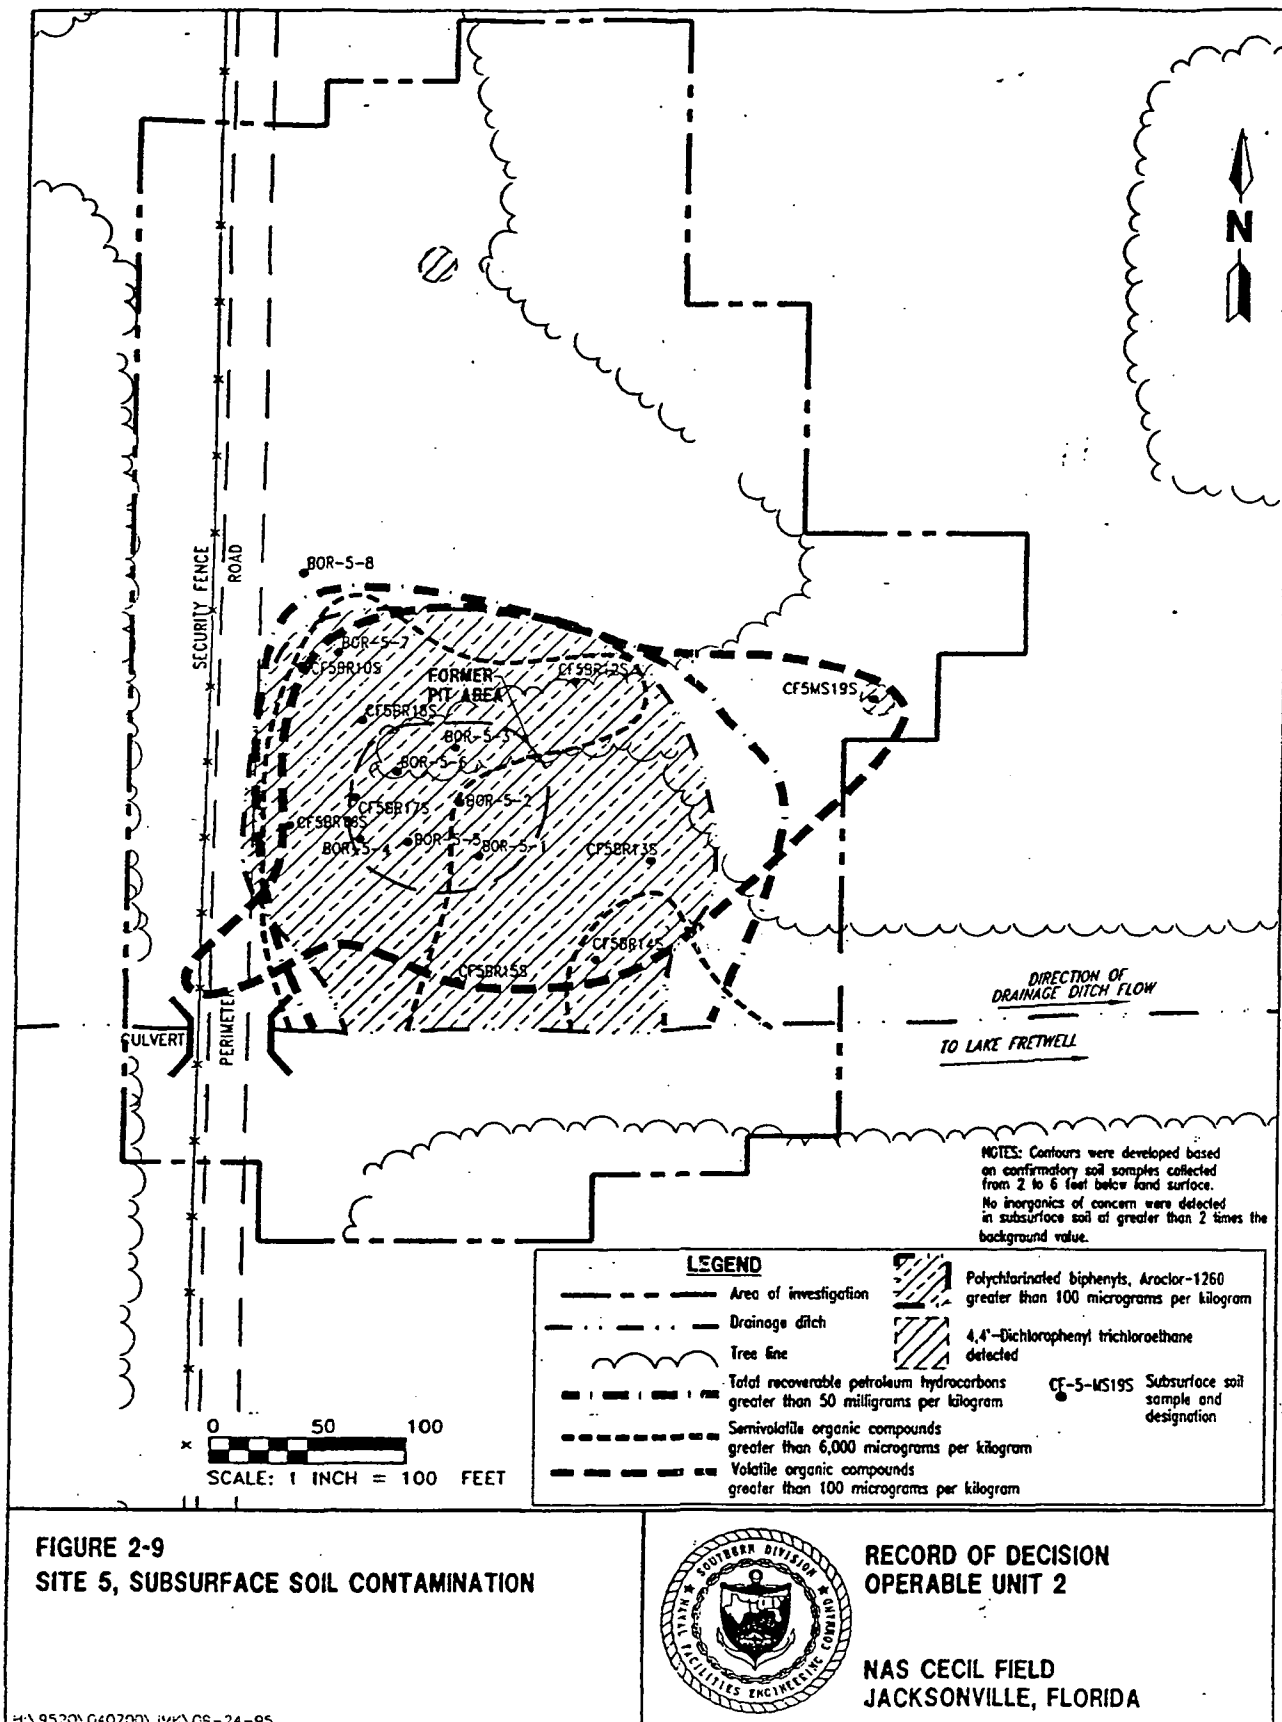 N
SECURITY FENCE
ROAD
BOR-5-8
BOR-5-7
CF5BR10S
FORMER
PIT AREA
CF5BR12S
CF5MS19S
CF5BR18S
BOR-5-3
BOR-5-6
CF5BR17S
BOR-5-2
CF5BR16S
BOR-5-4
BOR-5-5
BOR-5-1
CF5BR13S
CF5BR14S
CF5BR15S
DIRECTION OF
DRAINAGE DITCH FLOW
TO LAKE FRETWELL
CULVERT
PERIMETER
NOTES: Contours were developed based
on confirmatory soil samples collected
from 2 to 6 feet below land surface.
No inorganics of concern were detected
in subsurface soil at greater than 2 times the
background value.
LEGEND
Area of investigation
Drainage ditch
Tree line
Total recoverable petroleum hydrocarbons
greater than 50 milligrams per kilogram
Semivolatile organic compounds
greater than 6,000 micrograms per kilogram
Volatile organic compounds
greater than 100 micrograms per kilogram
Polychlorinated biphenyls, Aroclor-1260
greater than 100 micrograms per kilogram
4,4'-Dichlorophenyl trichloroethane
detected
CF-5-MS19S
Subsurface soil
sample and
designation
0 50 100
SCALE: 1 INCH = 100 FEET
FIGURE 2-9
SITE 5, SUBSURFACE SOIL CONTAMINATION
SOUTHERN DIVISION
NAVAL FACILITIES ENGINEERING COMMAND
RECORD OF DECISION
OPERABLE UNIT 2
NAS CECIL FIELD
JACKSONVILLE, FLORIDA